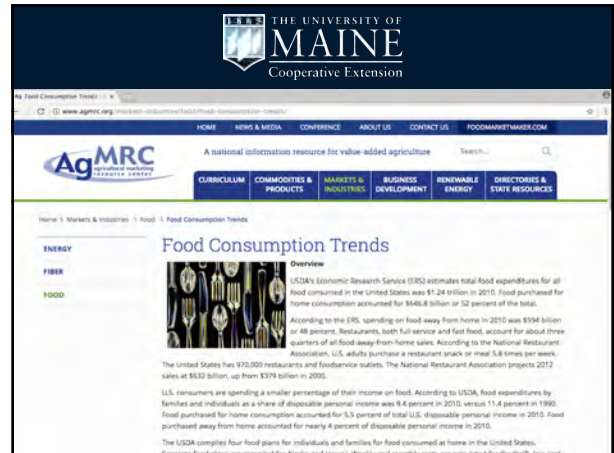 1865 THE UNIVERSITY OF
MAINE
Cooperative Extension
Food Consumption Trends
www.agmrc.org/markets-industries/food/food-consumption-trends/
HOME NEWS & MEDIA CONFERENCE ABOUT US CONTACT US FOODMARKETMAKER.COM
AgMRC
agricultural marketing
resource center
A national information resource for value-added agriculture Search...
CURRICULUM COMMODITIES & PRODUCTS MARKETS & INDUSTRIES BUSINESS DEVELOPMENT RENEWABLE ENERGY DIRECTORIES & STATE RESOURCES
Home \ Markets & Industries \ Food \ Food Consumption Trends
ENERGY
FIBER
FOOD
Food Consumption Trends
Overview
USDA's Economic Research Service (ERS) estimates total food expenditures for all
food consumed in the United States was $1.24 trillion in 2010. Food purchased for
home consumption accounted for $646.8 billion or 52 percent of the total.
According to the ERS, spending on food away from home in 2010 was $594 billion
or 48 percent. Restaurants, both full-service and fast food, account for about three
quarters of all food-away-from-home sales. According to the National Restaurant
Association, U.S. adults purchase a restaurant snack or meal 5.8 times per week.
The United States has 970,000 restaurants and foodservice outlets. The National Restaurant Association projects 2012
sales at $632 billion, up from $379 billion in 2000.
U.S. consumers are spending a smaller percentage of their income on food. According to USDA, food expenditures by
families and individuals as a share of disposable personal income was 9.4 percent in 2010, versus 11.4 percent in 1990.
Food purchased for home consumption accounted for 5.5 percent of total U.S. disposable personal income in 2010. Food
purchased away from home accounted for nearly 4 percent of disposable personal income in 2010.
The USDA compiles four food plans for individuals and families for food consumed at home in the United States.